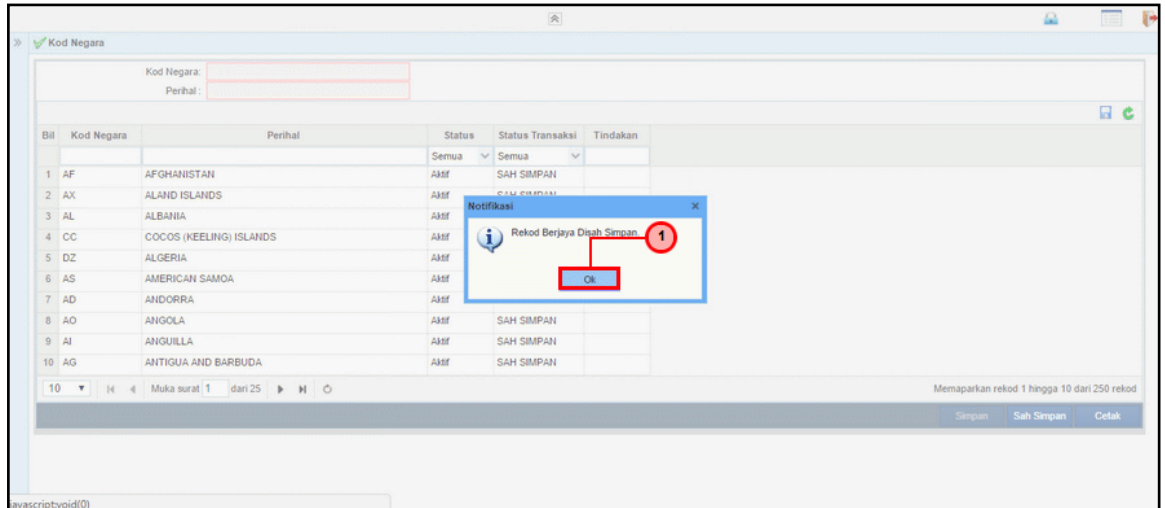 Kod Negara
Kod Negara:
Perihal :
Bil Kod Negara Perihal Status Status Transaksi Tindakan
Semua Semua
1 AF AFGHANISTAN Aktif SAH SIMPAN
2 AX ALAND ISLANDS Aktif SAH SIMPAN
3 AL ALBANIA Aktif
4 CC COCOS (KEELING) ISLANDS Aktif
5 DZ ALGERIA Aktif
6 AS AMERICAN SAMOA Aktif
7 AD ANDORRA Aktif
8 AO ANGOLA Aktif SAH SIMPAN
9 AI ANGUILLA Aktif SAH SIMPAN
10 AG ANTIGUA AND BARBUDA Aktif SAH SIMPAN
Notifikasi
Rekod Berjaya Disah Simpan.
1
Ok
10 Muka surat 1 dari 25 Memaparkan rekod 1 hingga 10 dari 250 rekod
Simpan Sah Simpan Cetak
javascript:void(0)